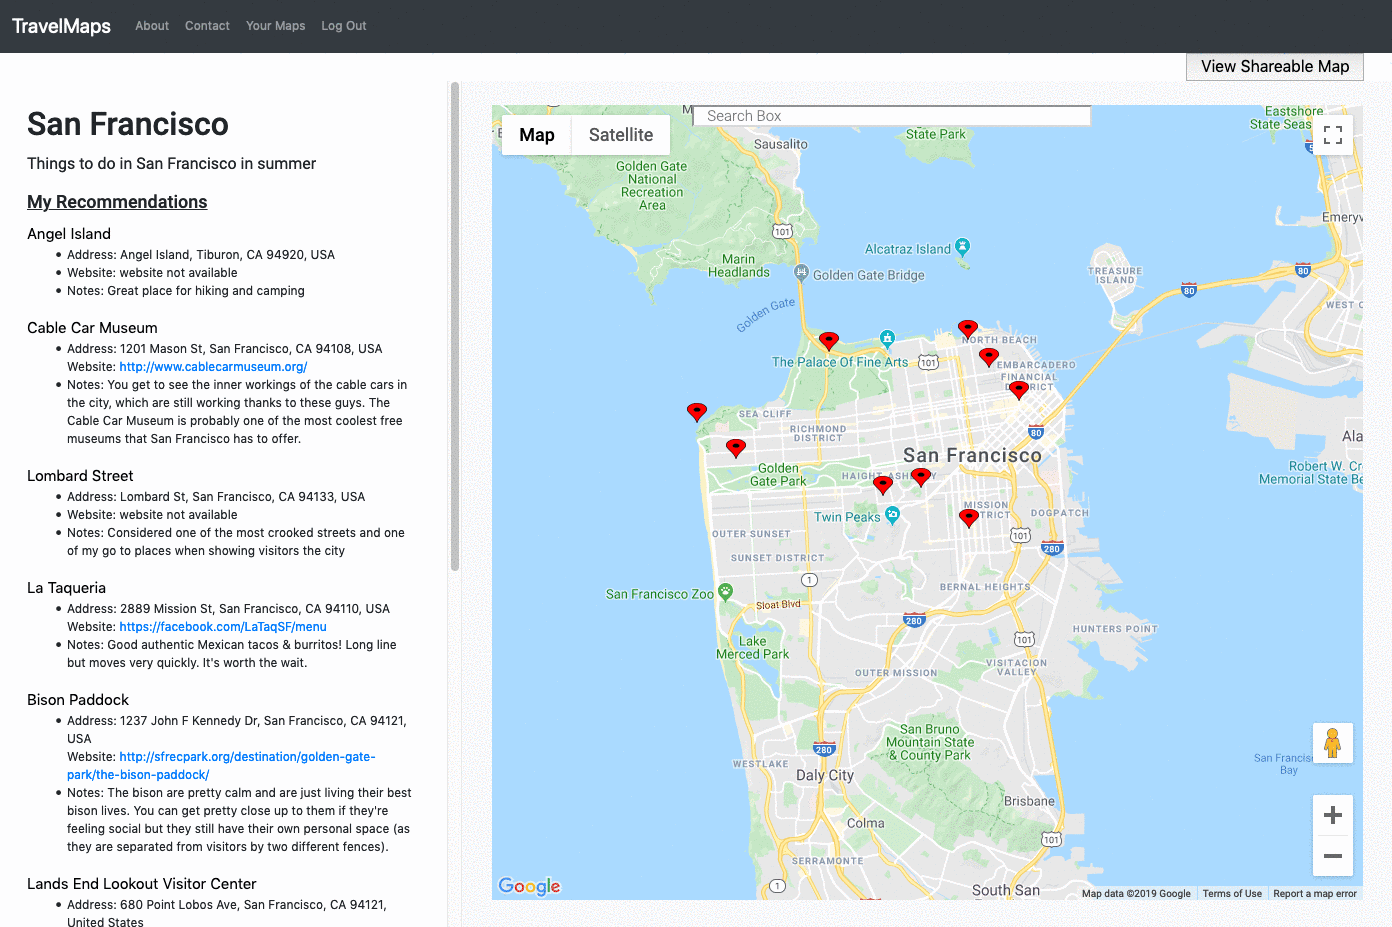 TravelMaps
About
Contact
Your Maps
Log Out
View Shareable Map
San Francisco
Things to do in San Francisco in summer
My Recommendations
Angel Island
Address: Angel Island, Tiburon, CA 94920, USA
Website: website not available
Notes: Great place for hiking and camping
Cable Car Museum
Address: 1201 Mason St, San Francisco, CA 94108, USA
Website: http://www.cablecarmuseum.org/
Notes: You get to see the inner workings of the cable cars in
the city, which are still working thanks to these guys. The
Cable Car Museum is probably one of the most coolest free
museums that San Francisco has to offer.
Lombard Street
Address: Lombard St, San Francisco, CA 94133, USA
Website: website not available
Notes: Considered one of the most crooked streets and one
of my go to places when showing visitors the city
La Taqueria
Address: 2889 Mission St, San Francisco, CA 94110, USA
Website: https://facebook.com/LaTaqSF/menu
Notes: Good authentic Mexican tacos & burritos! Long line
but moves very quickly. It's worth the wait.
Bison Paddock
Address: 1237 John F Kennedy Dr, San Francisco, CA 94121,
USA
Website: http://sfrecpark.org/destination/golden-gate-
park/the-bison-paddock/
Notes: The bison are pretty calm and are just living their best
bison lives. You can get pretty close up to them if they're
feeling social but they still have their own personal space (as
they are separated from visitors by two different fences).
Lands End Lookout Visitor Center
Address: 680 Point Lobos Ave, San Francisco, CA 94121,
United States
Search Box
Map
Satellite
State Park
Eastshore
State Seas
Sausalito
Golden Gate
National
Recreation
Area
101
Emeryv
Alcatraz Island
Marin
Headlands
Golden Gate Bridge
TREASURE
ISLAND
80
80
WEST O
Golden Gate
NORTH BEACH
The Palace Of Fine Arts
101
EMBARCADERO
FINANCIAL
DISTRICT
SEA CLIFF
RICHMOND
DISTRICT
80
Ala
San Francisco
Golden
Gate Park
HAIGHT-ASHBURY
Robert W. Cr
Memorial State Be
MISSION
DISTRICT
DOGPATCH
Twin Peaks
OUTER SUNSET
101
280
SUNSET DISTRICT
1
BERNAL HEIGHTS
San Francisco Zoo
Sloat Blvd
280
HUNTERS POINT
Lake
Merced Park
101
VISITACION
VALLEY
OUTER MISSION
San Bruno
Mountain State
& County Park
280
WESTLAKE
Daly City
San Francisc
Bay
Brisbane
Colma
101
SERRAMONTE
1
South San
Google
Map data ©2019 Google
Terms of Use
Report a map error